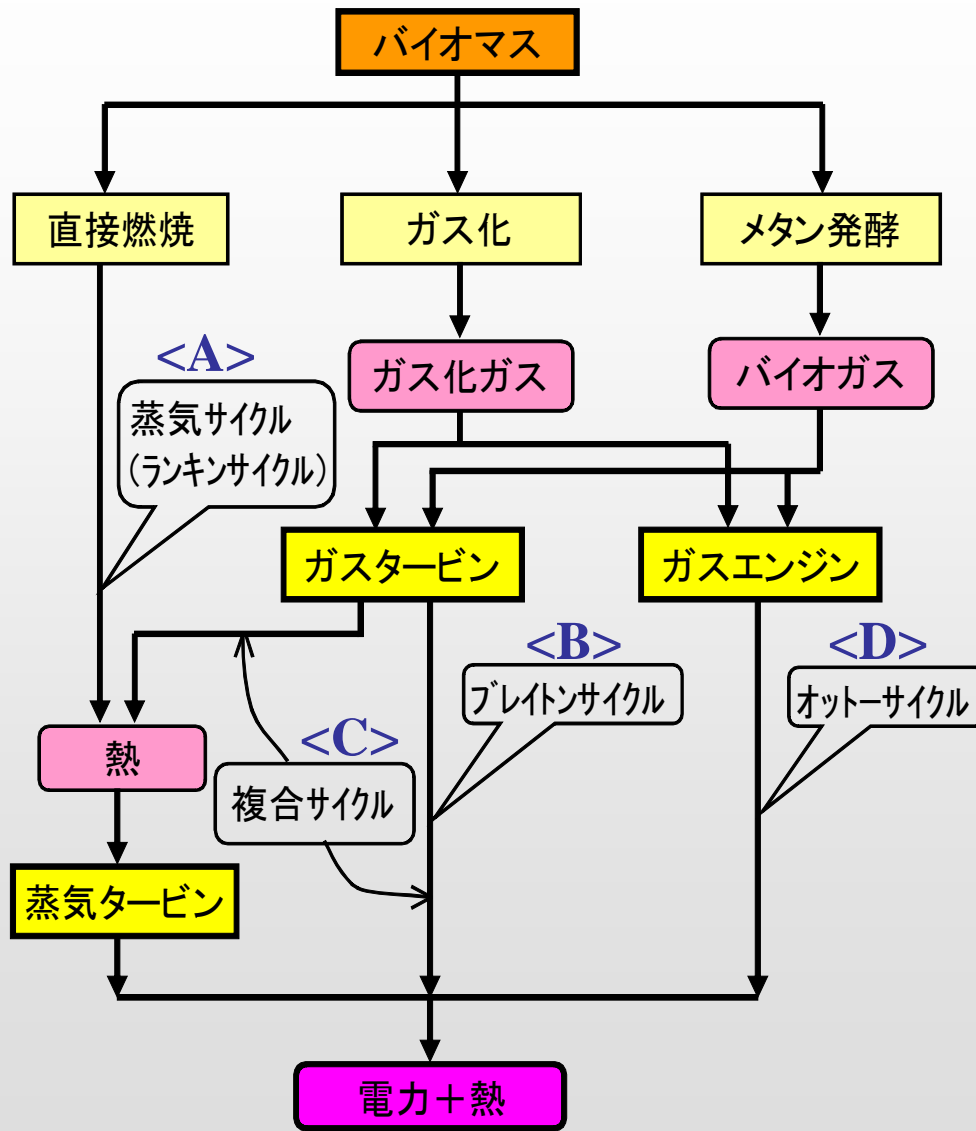 バイオマス
直接燃焼
ガス化
メタン発酵
<A>
ガス化ガス
バイオガス
蒸気サイクル
(ランキンサイクル)
ガスタービン
ガスエンジン
<B>
<D>
ブレイトンサイクル
オットーサイクル
<C>
熱
複合サイクル
蒸気タービン
電力＋熱